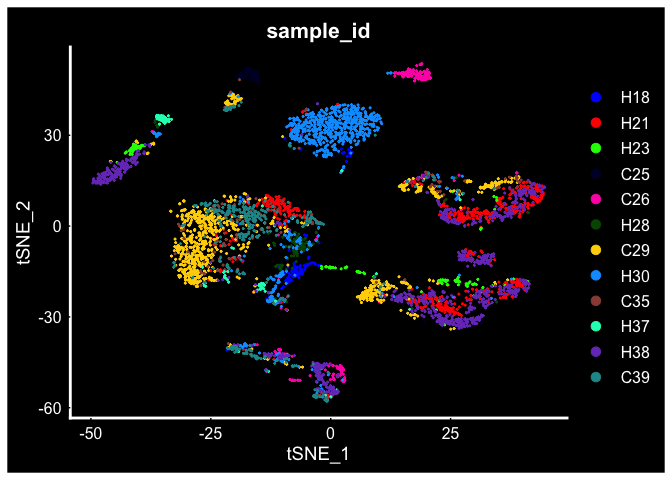 sample_id
tSNE_2
30
0
-30
-60
-50
-25
0
25
tSNE_1
H18
H21
H23
C25
C26
H28
C29
H30
C35
H37
H38
C39